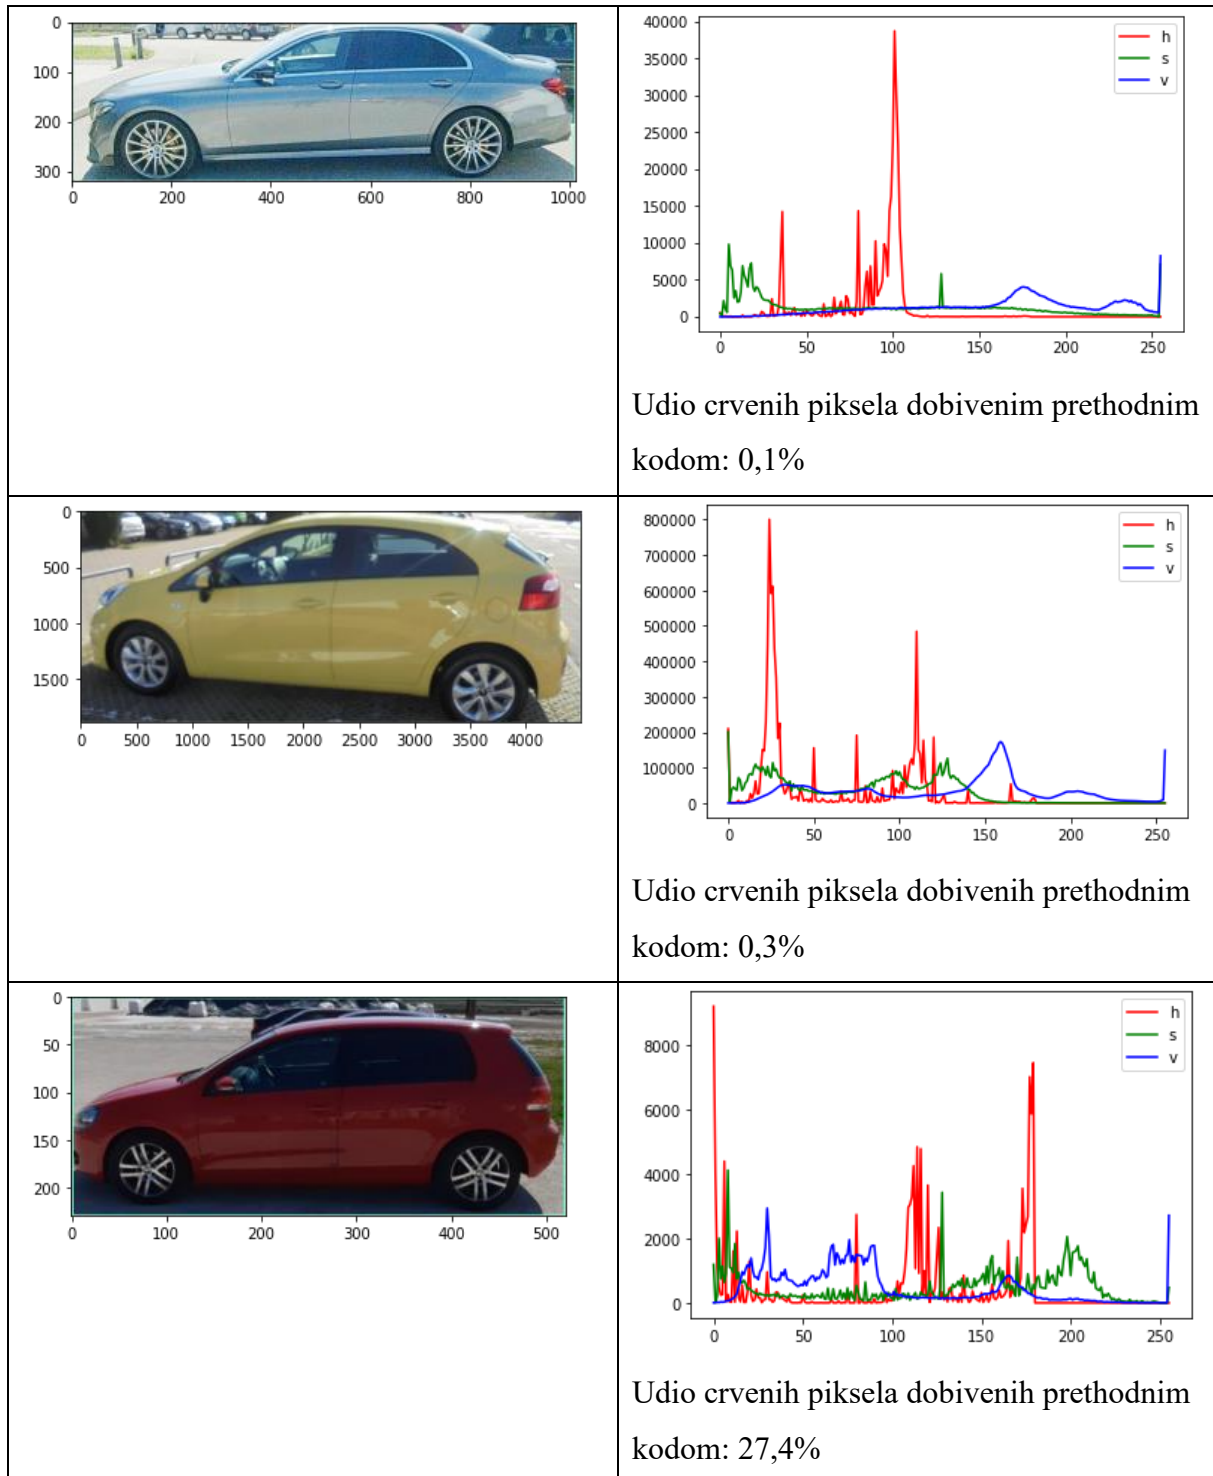 0
100
200
300
0 200 400 600 800 1000
40000
35000
30000
25000
20000
15000
10000
5000
0
0 50 100 150 200 250
h
s
v
Udio crvenih piksela dobivenim prethodnim
kodom: 0,1%
0
500
1000
1500
0 500 1000 1500 2000 2500 3000 3500 4000
800000
700000
600000
500000
400000
300000
200000
100000
0
0 50 100 150 200 250
h
s
v
Udio crvenih piksela dobivenih prethodnim
kodom: 0,3%
0
50
100
150
200
0 100 200 300 400 500
8000
6000
4000
2000
0
0 50 100 150 200 250
h
s
v
Udio crvenih piksela dobivenih prethodnim
kodom: 27,4%